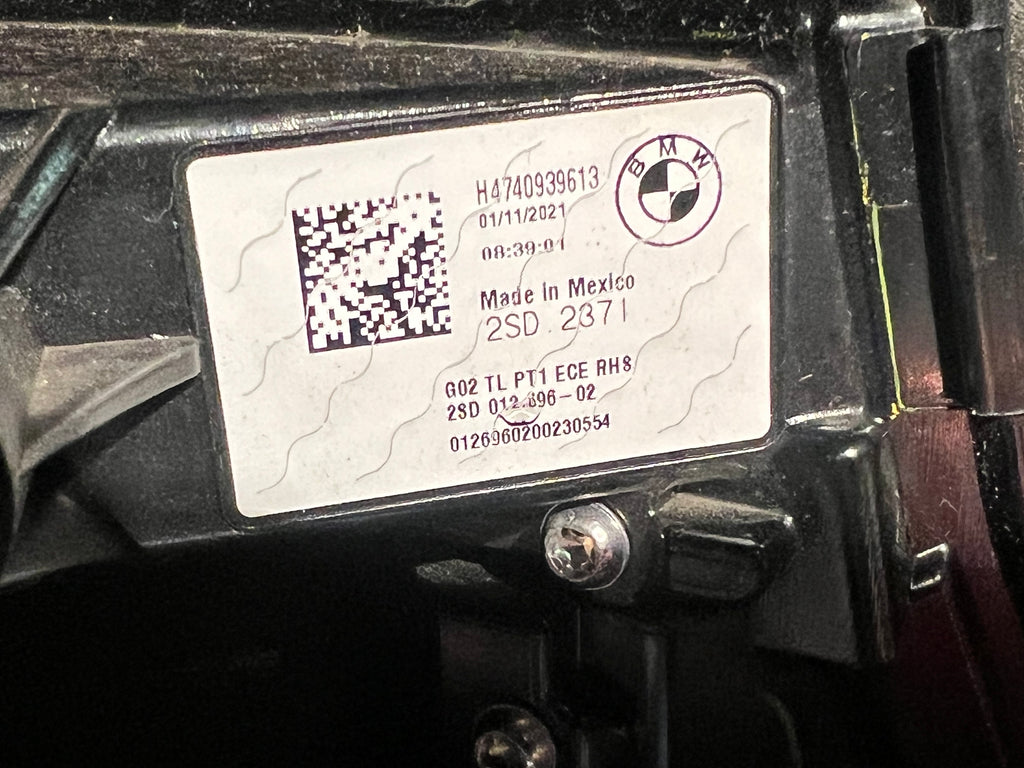 H4740939613
01/11/2021
08:39:01
BMW
Made in Mexico
2SD 2371
G02 TL PT1 ECE RH8
2SD 012.696-02
0126960200230554